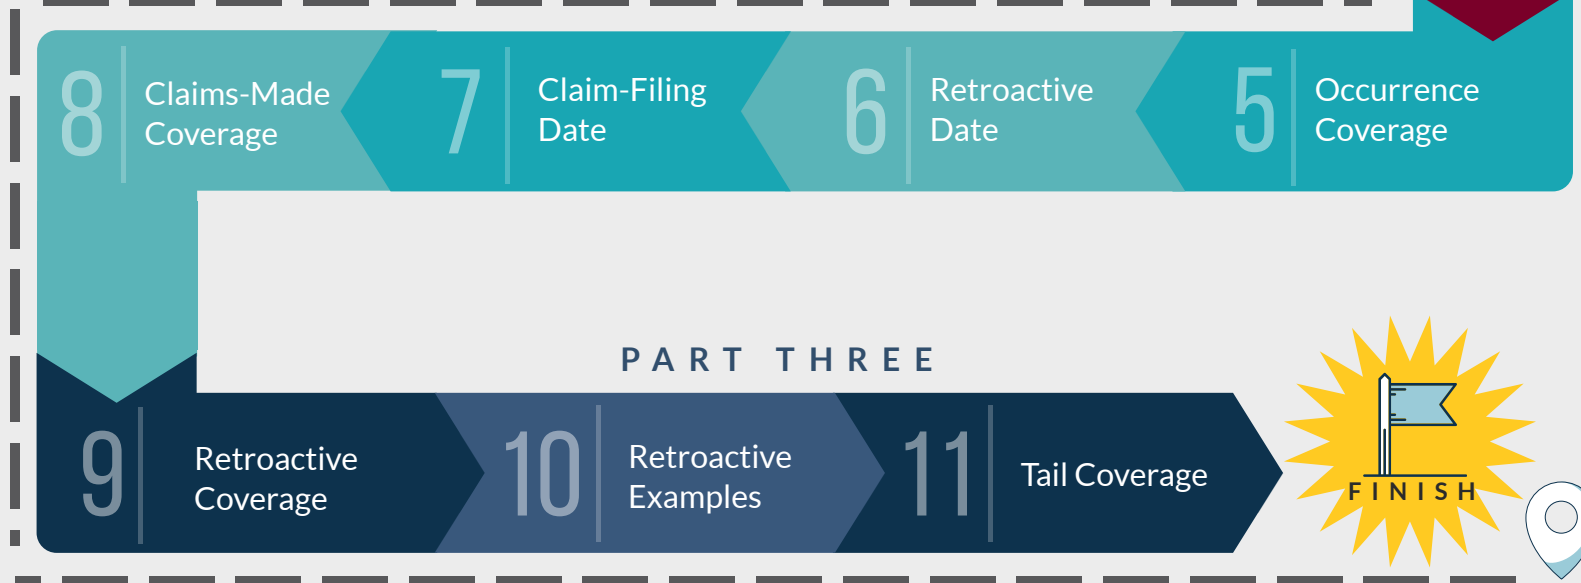 8
Claims-Made
Coverage
7
Claim-Filing
Date
6
Retroactive
Date
5
Occurrence
Coverage
PART THREE
9
Retroactive
Coverage
10
Retroactive
Examples
11
Tail Coverage
FINISH